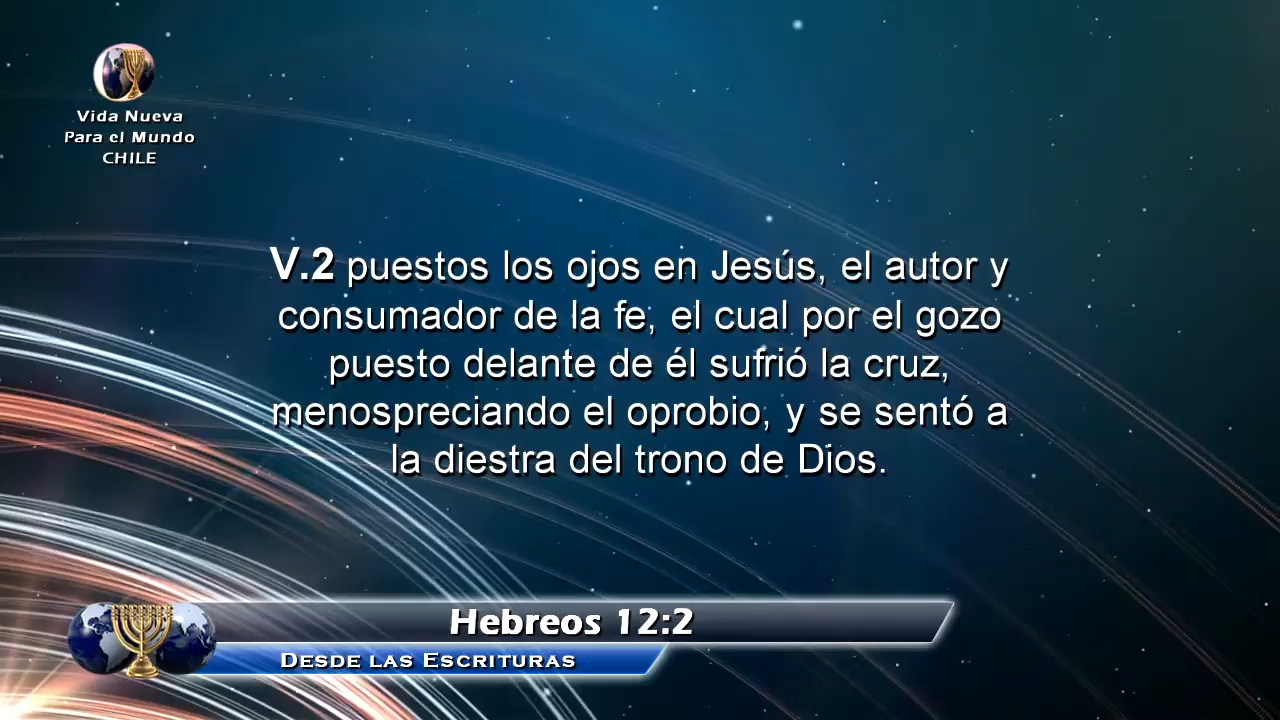 Vida Nueva
Para el Mundo
CHILE
V.2 puestos los ojos en Jesús, el autor y
consumador de la fe, el cual por el gozo
puesto delante de él sufrió la cruz,
menospreciando el oprobio, y se sentó a
la diestra del trono de Dios.
Hebreos 12:2
Desde las Escrituras